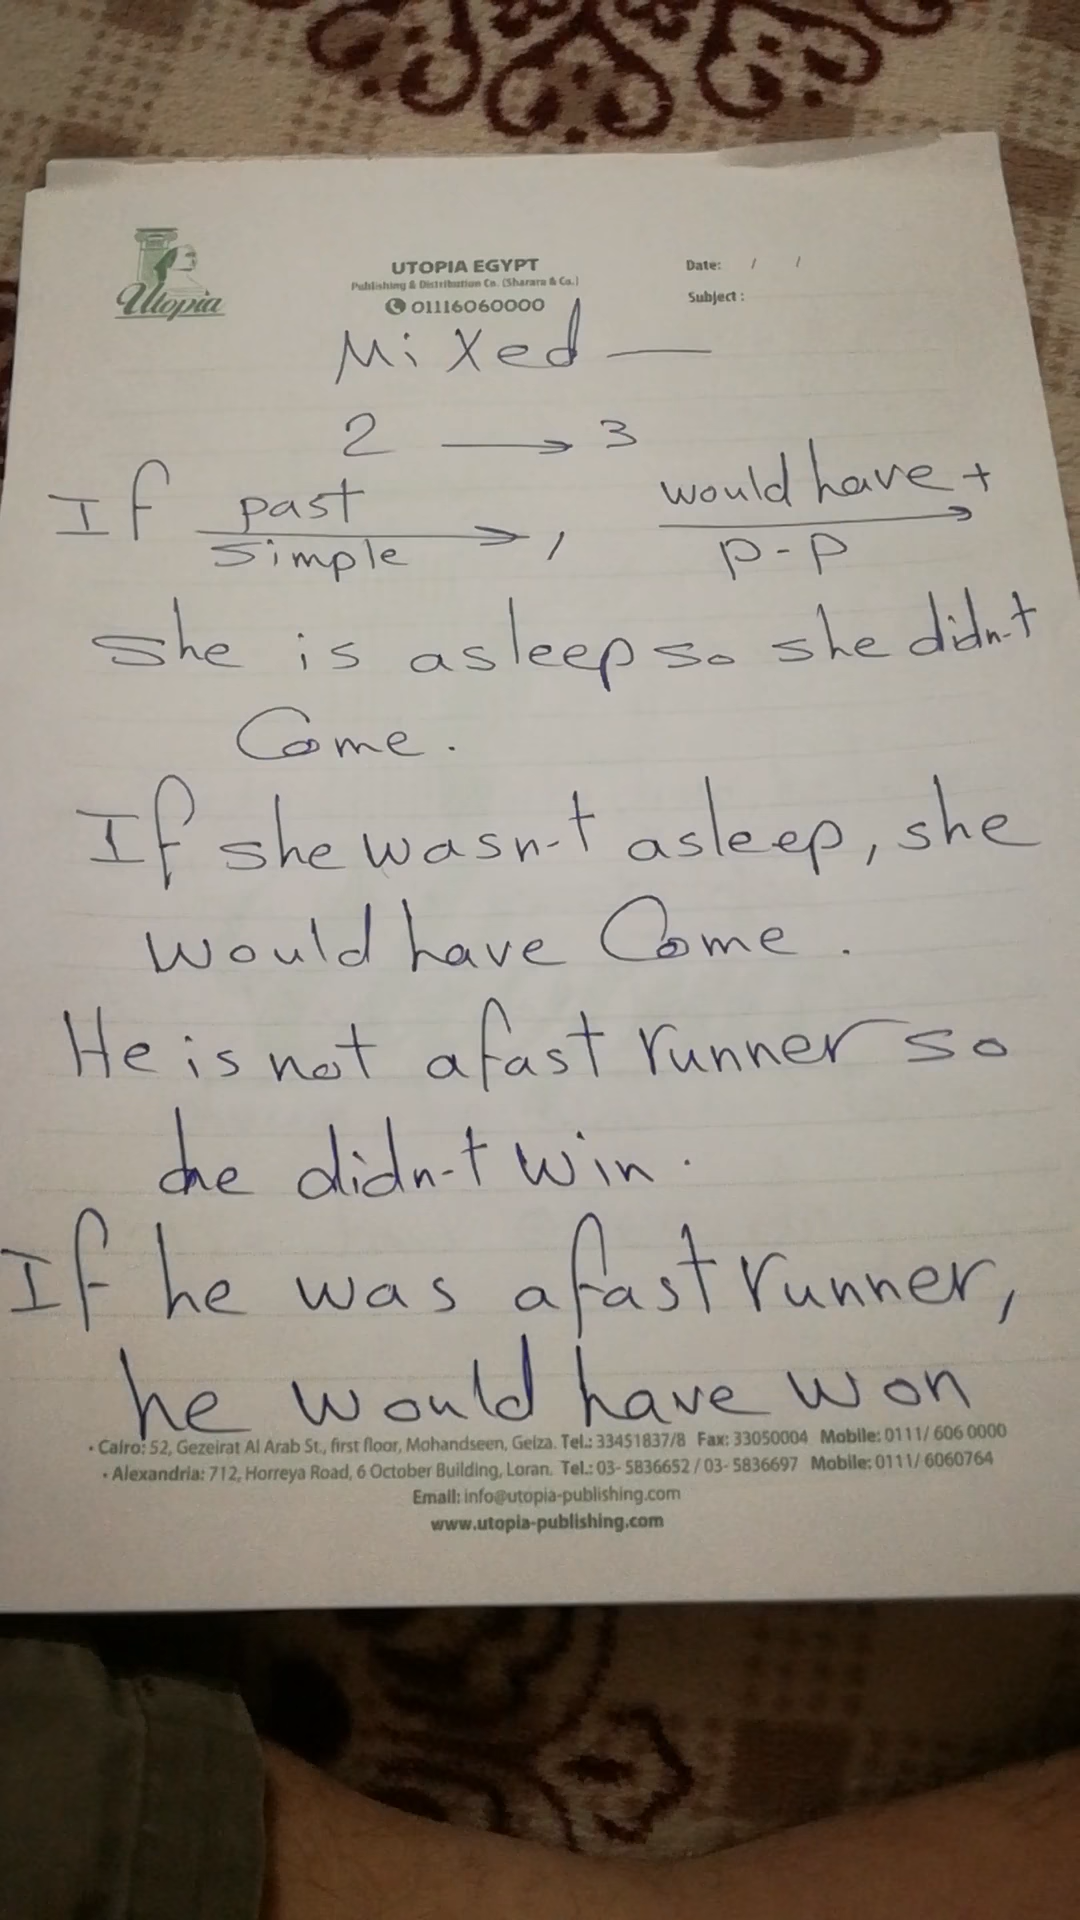 Utopia
UTOPIA EGYPT
Publishing & Distribution Co. (Sharara & Co.)
01116060000
Date: / /
Subject :
Mixed —
2 → 3
If past simple → , would have + p-p
she is asleep so she didn-t
Come.
If she wasn-t asleep, she
would have Come.
He is not a fast runner so
he didn-t win.
If he was a fast runner,
he would have won
• Cairo: 52, Gezeirat Al Arab St., first floor, Mohandseen, Geiza. Tel.: 33451837/8 Fax: 33050004 Mobile: 0111/ 606 0000
• Alexandria: 712, Horreya Road, 6 October Building, Loran. Tel.: 03- 5836652 / 03- 5836697 Mobile: 0111/ 6060764
Email: info@utopia-publishing.com
www.utopia-publishing.com